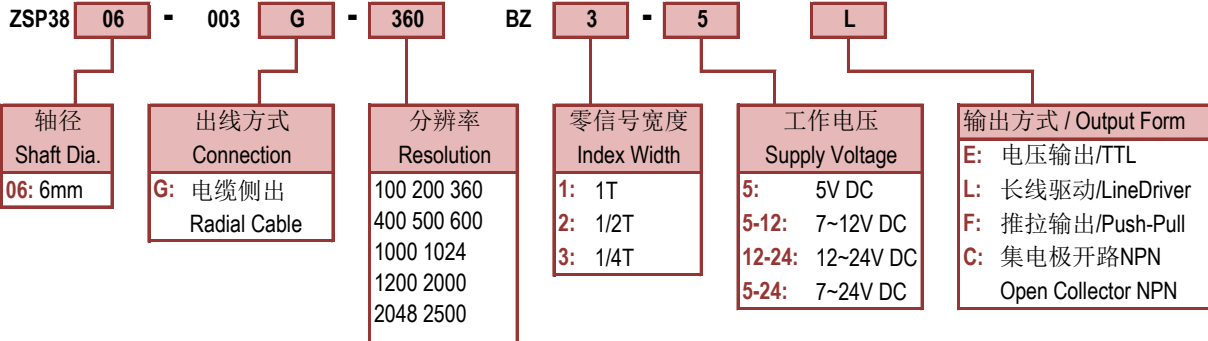 ZSP38 06 - 003 G - 360 BZ 3 - 5 L
轴径
Shaft Dia.
06: 6mm
出线方式
Connection
G: 电缆侧出
Radial Cable
分辨率
Resolution
100 200 360
400 500 600
1000 1024
1200 2000
2048 2500
零信号宽度
Index Width
1: 1T
2: 1/2T
3: 1/4T
工作电压
Supply Voltage
5: 5V DC
5-12: 7~12V DC
12-24: 12~24V DC
5-24: 7~24V DC
输出方式 / Output Form
E: 电压输出/TTL
L: 长线驱动/LineDriver
F: 推拉输出/Push-Pull
C: 集电极开路NPN
Open Collector NPN